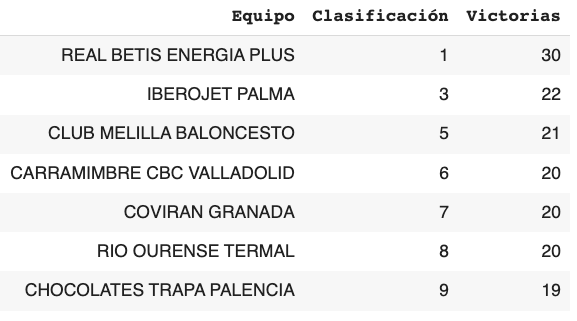 Equipo Clasificación Victorias
REAL BETIS ENERGIA PLUS 1 30
IBEROJET PALMA 3 22
CLUB MELILLA BALONCESTO 5 21
CARRAMIMBRE CBC VALLADOLID 6 20
COVIRAN GRANADA 7 20
RIO OURENSE TERMAL 8 20
CHOCOLATES TRAPA PALENCIA 9 19